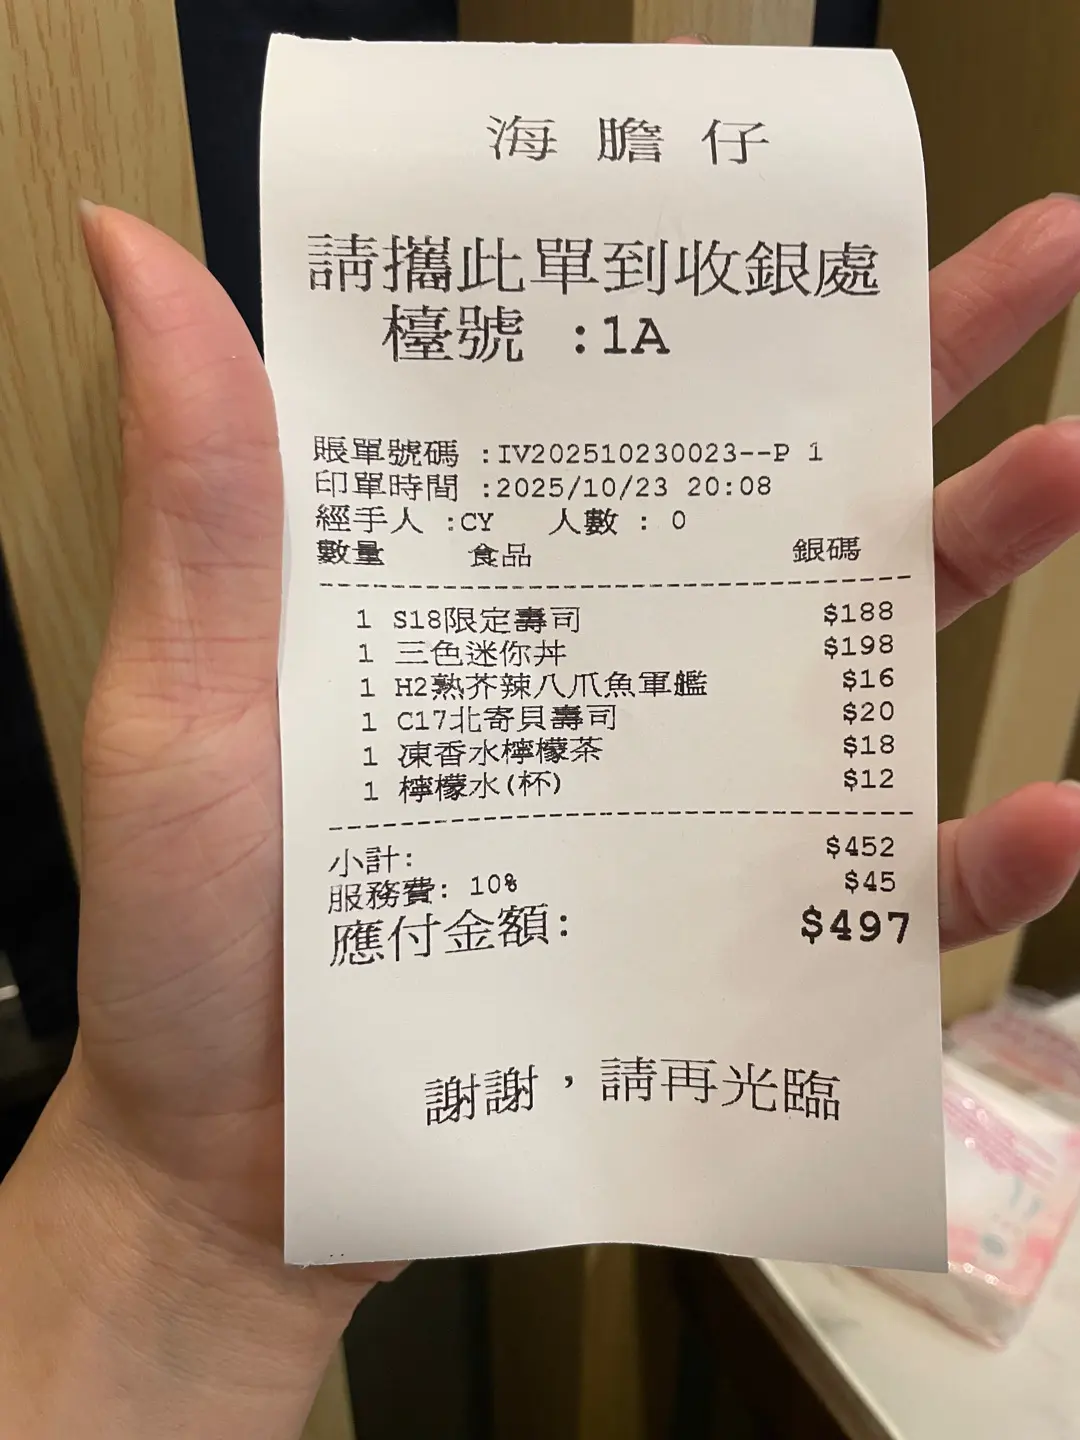 海 膽 仔
請攜此單到收銀處
檯號 :1A
賬單號碼 :IV202510230023--P 1
印單時間 :2025/10/23 20:08
經手人 :CY 人數 : 0
數量 食品 銀碼
1 S18限定壽司 $188
1 三色迷你丼 $198
1 H2熟芥辣八爪魚軍艦 $16
1 C17北寄貝壽司 $20
1 凍香水檸檬茶 $18
1 檸檬水(杯) $12
小計: $452
服務費: 10% $45
應付金額: $497
謝謝，請再光臨